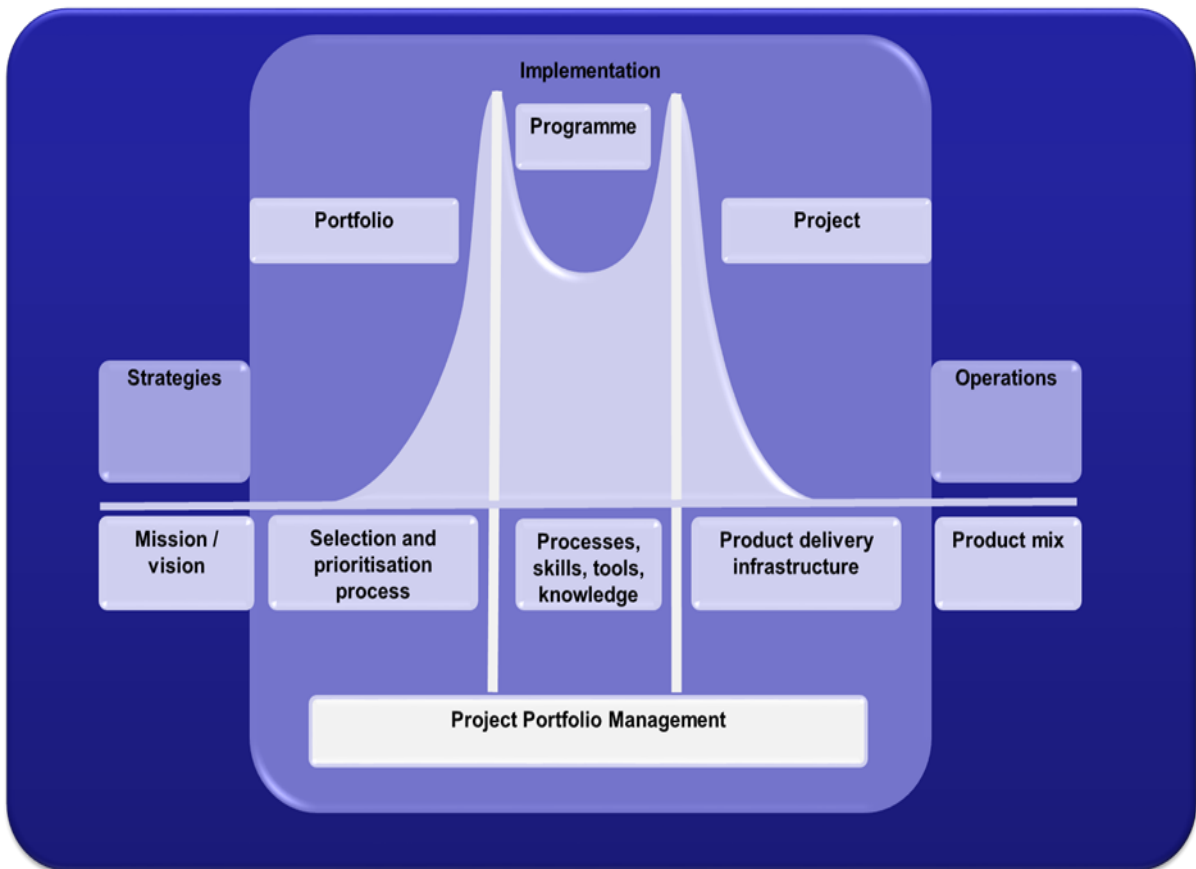 Implementation
Programme
Portfolio
Project
Strategies
Operations
Mission /
vision
Selection and
prioritisation
process
Processes,
skills, tools,
knowledge
Product delivery
infrastructure
Product mix
Project Portfolio Management